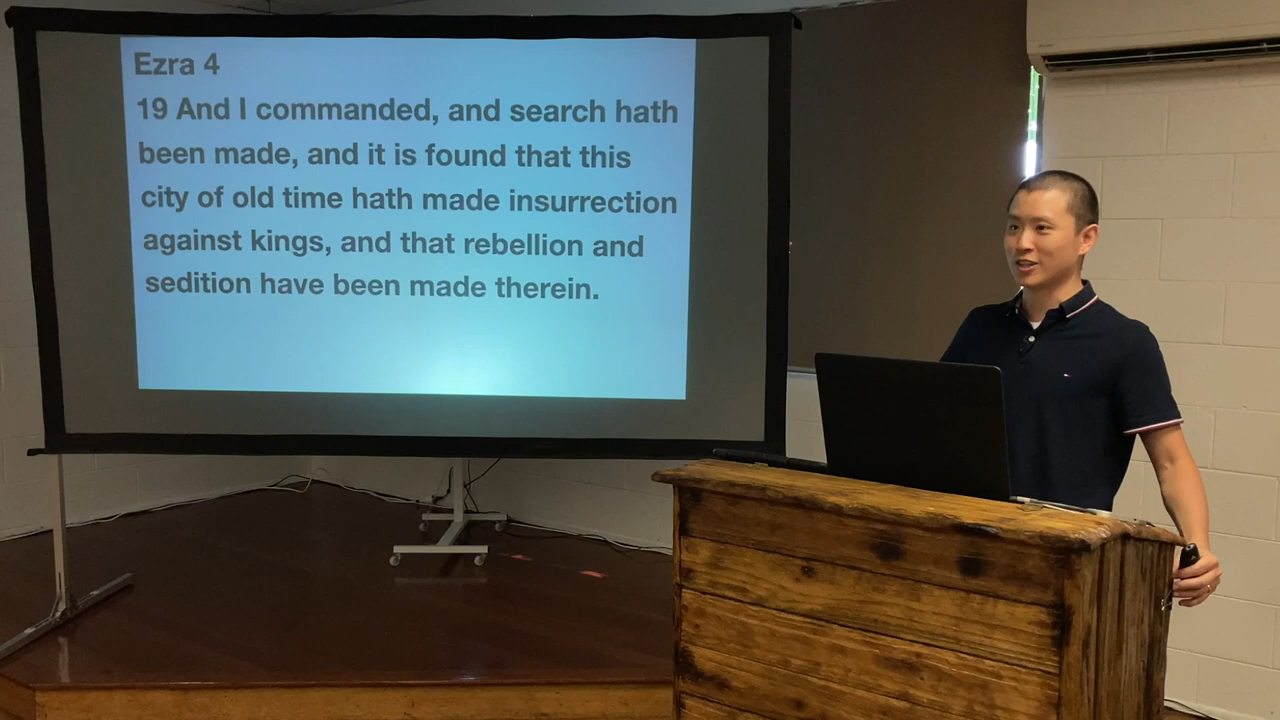 Ezra 4
19 And I commanded, and search hath
been made, and it is found that this
city of old time hath made insurrection
against kings, and that rebellion and
sedition have been made therein.